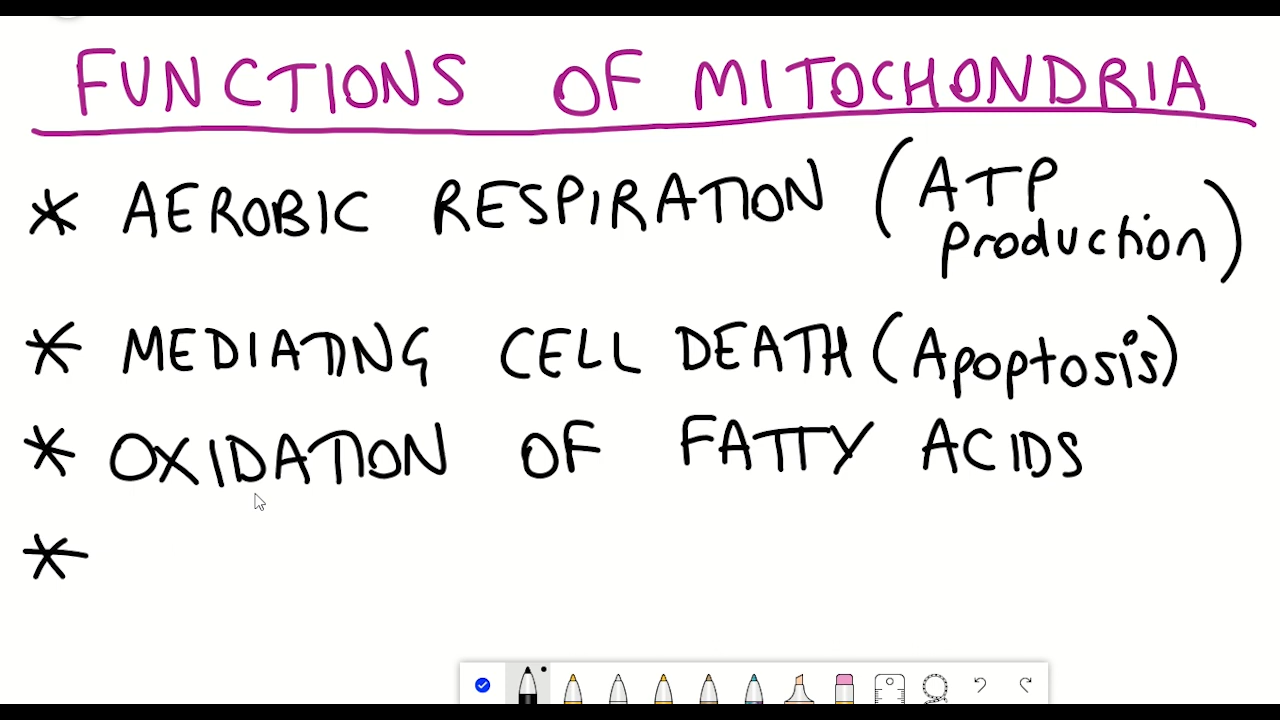 FUNCTIONS OF MITOCHONDRIA
* AEROBIC RESPIRATION (ATP
production)
* MEDIATING CELL DEATH (Apoptosis)
* OXIDATION OF FATTY ACIDS
*